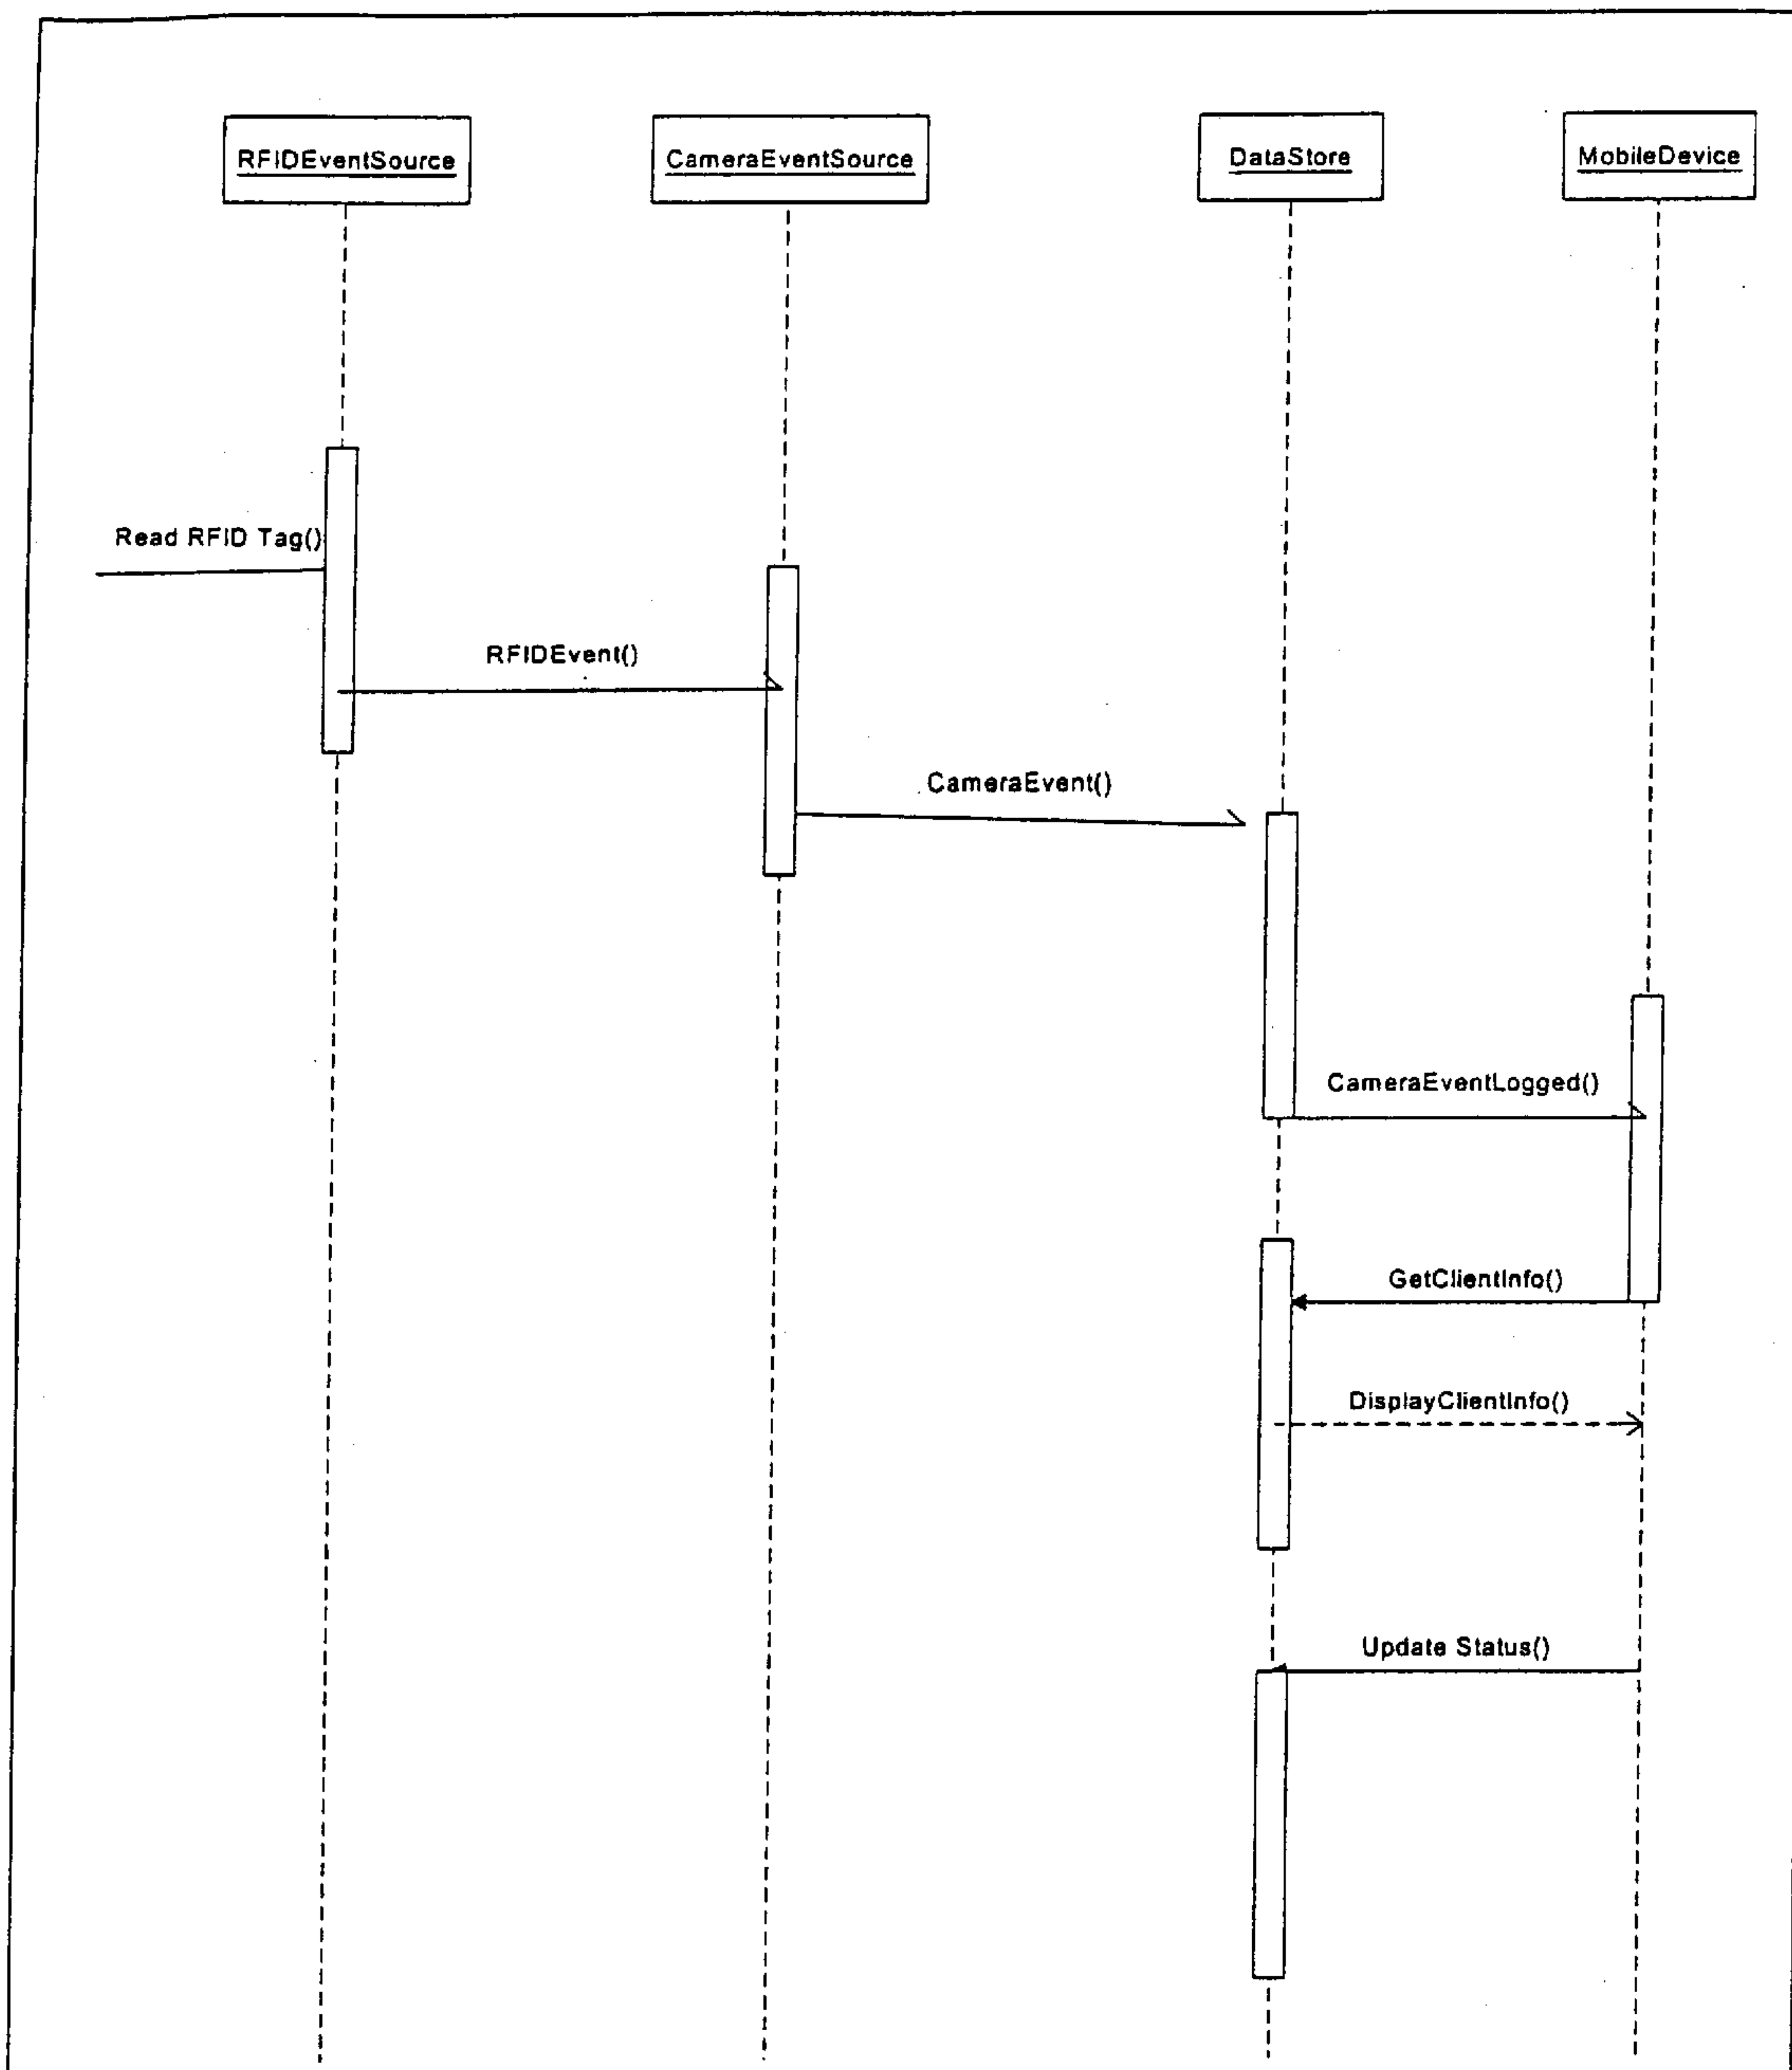 RFIDEventSource
CameraEventSource
DataStore
MobileDevice
Read RFID Tag()
RFIDEvent()
CameraEvent()
CameraEventLogged()
GetClientInfo()
DisplayClientInfo()
Update Status()